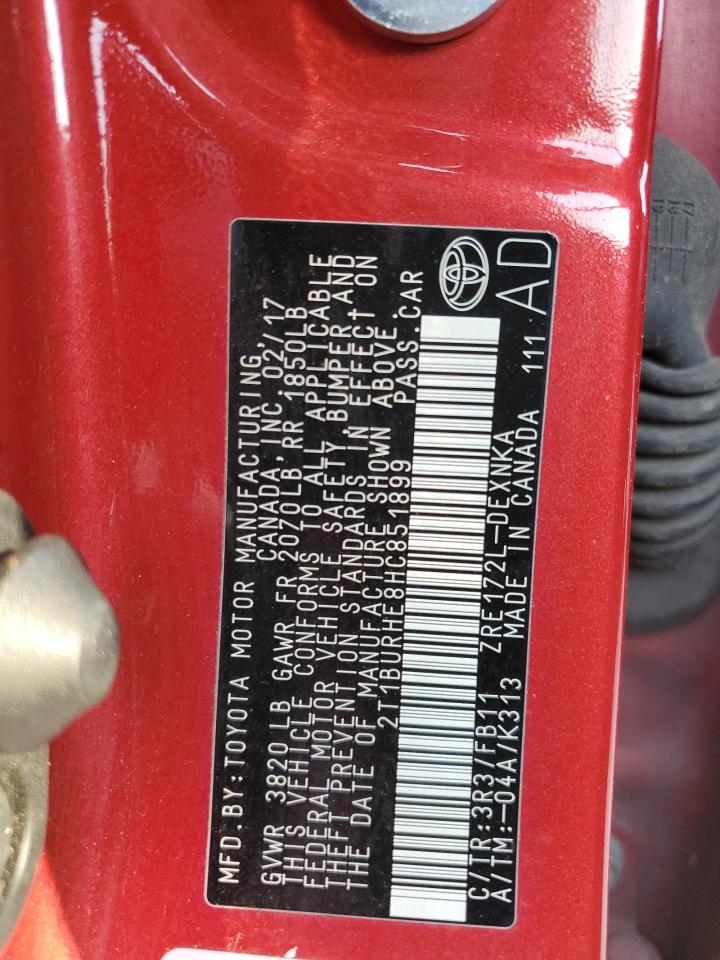 MFD.BY:TOYOTA MOTOR MANUFACTURING,
CANADA,INC.02/17
GVWR 3820LB GAWR FR 2070LB,RR 1850LB
THIS VEHICLE CONFORMS TO ALL APPLICABLE
FEDERAL MOTOR VEHICLE SAFETY,BUMPER,AND
THEFT PREVENTION STANDARDS IN EFFECT ON
THE DATE OF MANUFACTURE SHOWN ABOVE.
2T1BURHE8HC851899 PASS.CAR
C/TR:3R3/FB11 ZRE172L-DEXNKA
A/TM:-04A/K313 MADE IN CANADA 111 AD